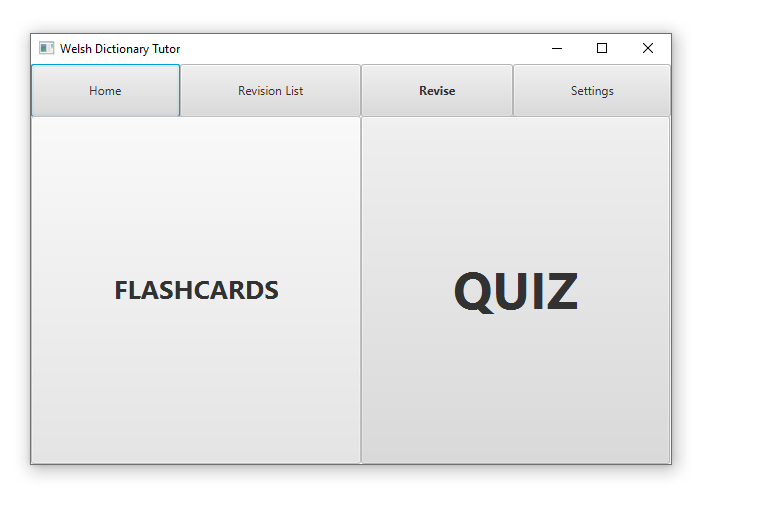 Welsh Dictionary Tutor
Home Revision List Revise Settings
FLASHCARDS QUIZ